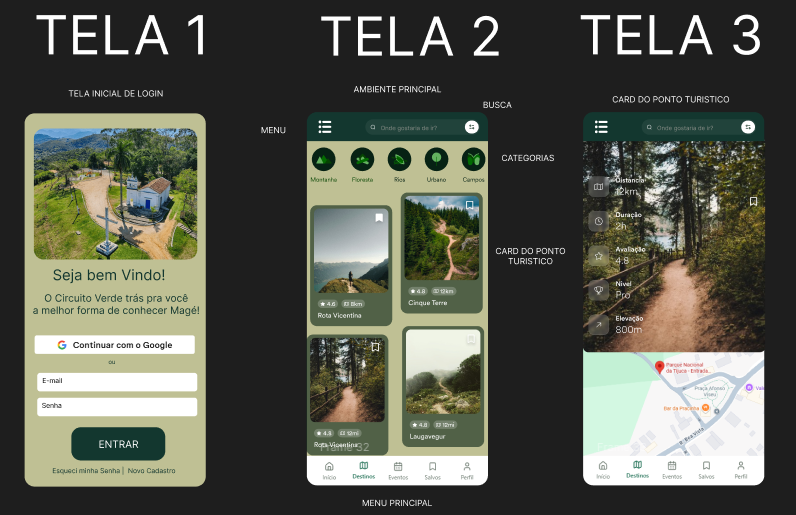 TELA 1
TELA INICIAL DE LOGIN
Seja bem Vindo!
O Circuito Verde trás pra você
a melhor forma de conhecer Magé!
Continuar com o Google
ou
E-mail
Senha
ENTRAR
Esqueci minha Senha | Novo Cadastro
TELA 2
AMBIENTE PRINCIPAL
BUSCA
MENU
Onde gostaria de ir?
CATEGORIAS
Montanha
Floresta
Rios
Urbano
Campos
CARD DO PONTO
TURISTICO
4.6 8km
Rota Vicentina
4.8 12km
Cinque Terre
4.8 12mi
Rota Vicentina
Frame 32
4.6 12mi
Laugavegur
Início
Destinos
Eventos
Salvos
Perfil
MENU PRINCIPAL
TELA 3
CARD DO PONTO TURISTICO
Onde gostaria de ir?
Distância
12km
Duração
2h
Avaliação
4.8
Nivel
Pro
Elevação
800m
Parque Nacional
da Tijuca - Entrada...
Praça Afonso
Viseu
Bar da Pracinha
Início
Destinos
Eventos
Salvos
Perfil